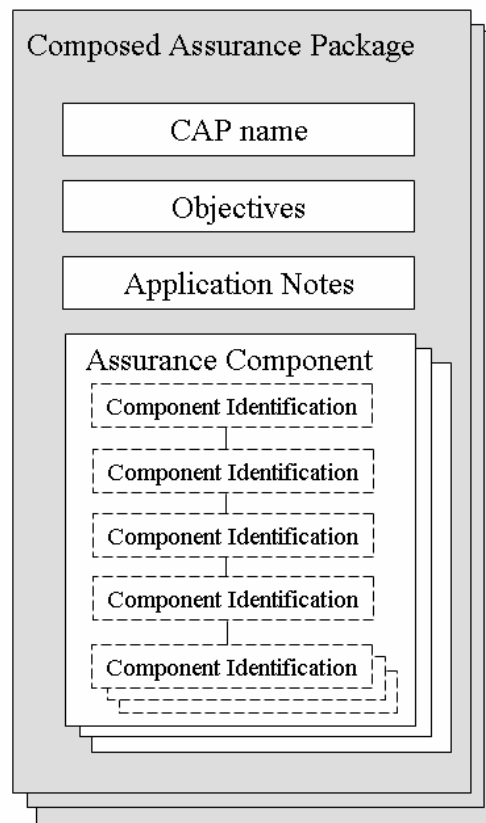 Composed Assurance Package
CAP name
Objectives
Application Notes
Assurance Component
Component Identification
Component Identification
Component Identification
Component Identification
Component Identification